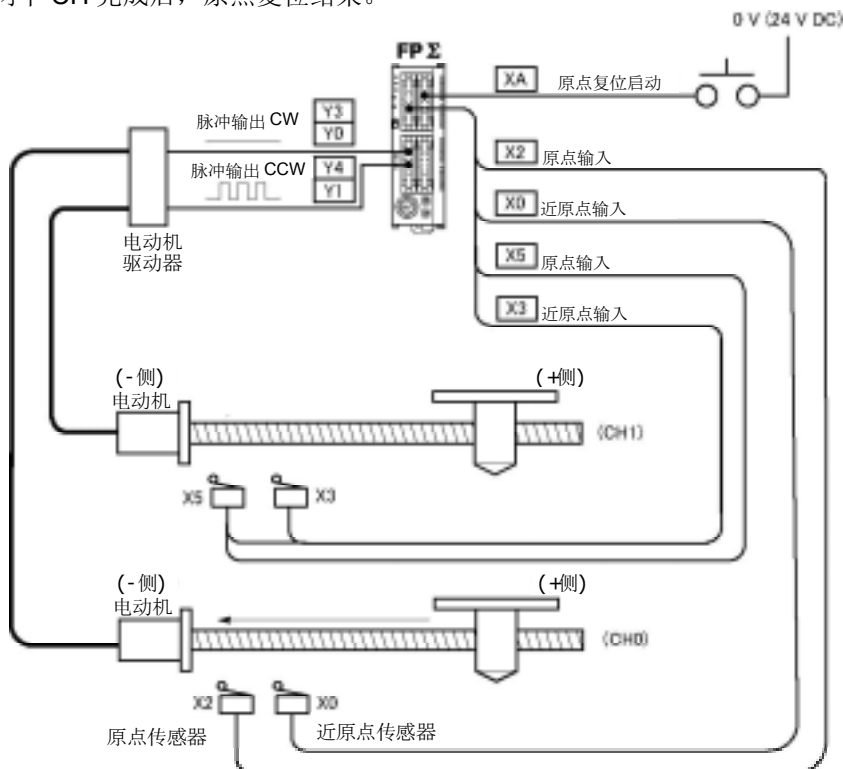 CH 完成后，原点复位结果。
0 V (24 V DC)
FP Σ
XA 原点复位启动
脉冲输出 CW Y3
Y0
X2 原点输入
脉冲输出 CCW Y4
Y1
X0 近原点输入
电动机
驱动器
X5 原点输入
X3 近原点输入
(-侧)
电动机
(+侧)
(CH1)
X5
X3
(-侧)
电动机
(+侧)
(CH0)
X2
X0
原点传感器
近原点传感器